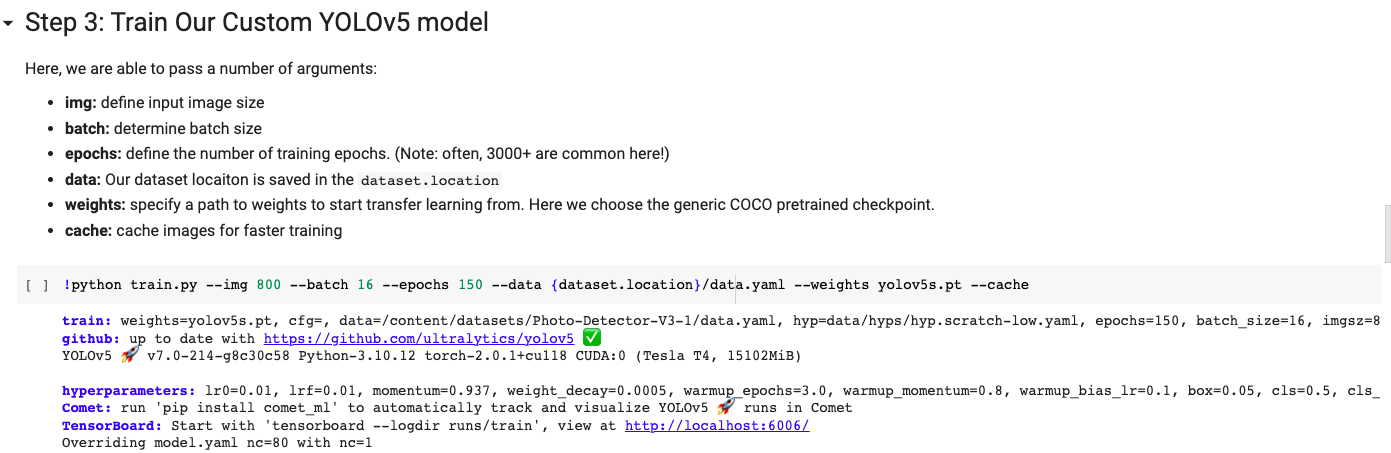 Step 3: Train Our Custom YOLOv5 model
Here, we are able to pass a number of arguments:
• img: define input image size
• batch: determine batch size
• epochs: define the number of training epochs. (Note: often, 3000+ are common here!)
• data: Our dataset locaiton is saved in the dataset.location
• weights: specify a path to weights to start transfer learning from. Here we choose the generic COCO pretrained checkpoint.
• cache: cache images for faster training
[ ] !python train.py --img 800 --batch 16 --epochs 150 --data {dataset.location}/data.yaml --weights yolov5s.pt --cache
train: weights=yolov5s.pt, cfg=, data=/content/datasets/Photo-Detector-V3-1/data.yaml, hyp=data/hyps/hyp.scratch-low.yaml, epochs=150, batch_size=16, imgsz=8
github: up to date with https://github.com/ultralytics/yolov5 ✅
YOLOv5 🚀 v7.0-214-g8c30c58 Python-3.10.12 torch-2.0.1+cu118 CUDA:0 (Tesla T4, 15102MiB)
hyperparameters: lr0=0.01, lrf=0.01, momentum=0.937, weight_decay=0.0005, warmup_epochs=3.0, warmup_momentum=0.8, warmup_bias_lr=0.1, box=0.05, cls=0.5, cls_
Comet: run 'pip install comet_ml' to automatically track and visualize YOLOv5 🚀 runs in Comet
TensorBoard: Start with 'tensorboard --logdir runs/train', view at http://localhost:6006/
Overriding model.yaml nc=80 with nc=1